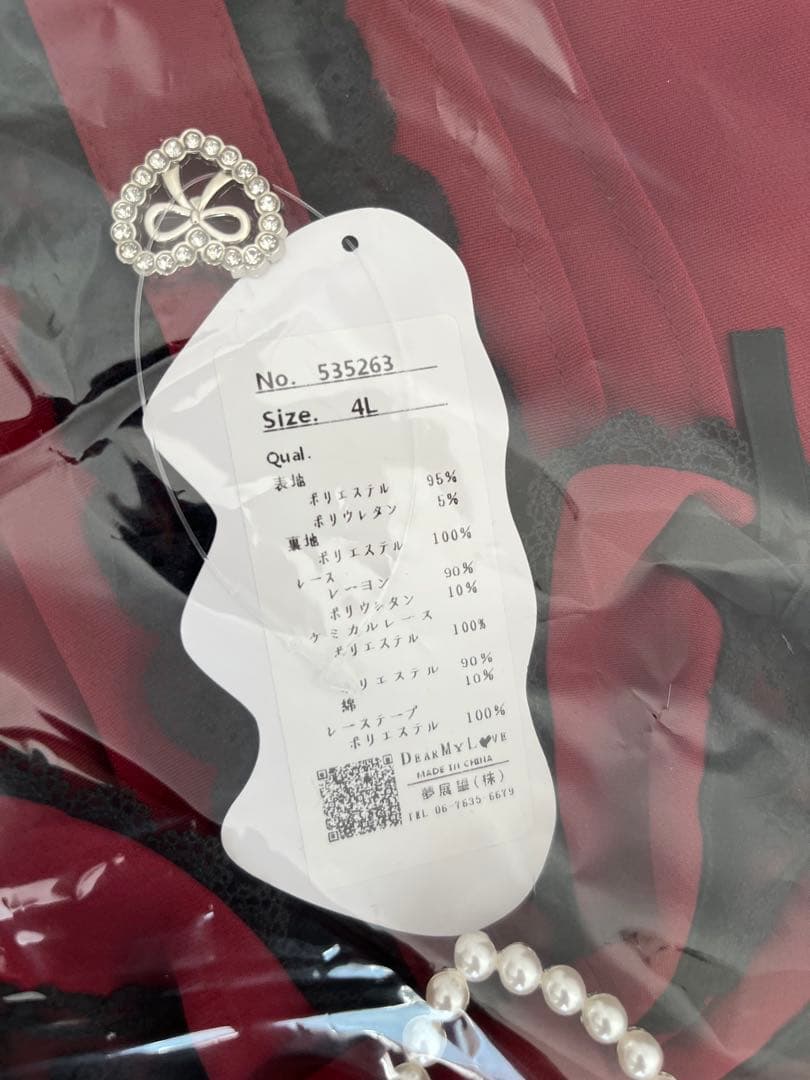 No. 535263
Size. 4L
Qual.
表地
ポリエステル 95%
ポリウレタン 5%
裏地
ポリエステル 100%
レース
レーヨン 90%
ポリウレタン 10%
ケミカルレース
ポリエステル 100%
リエステル 90%
綿 10%
レーステープ
ポリエステル 100%
DEARMYL♥VE
MADE IN CHINA
夢展望(株)
TEL 06-7635-6679